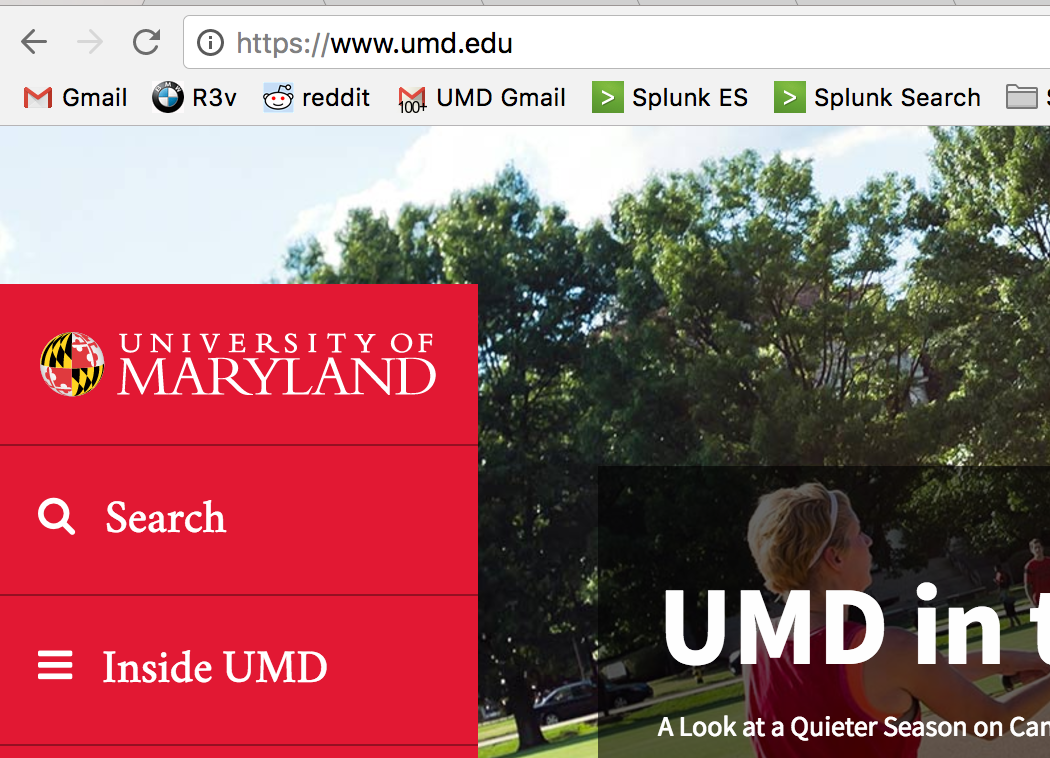 https://www.umd.edu
Gmail R3v reddit 100+ UMD Gmail Splunk ES Splunk Search
UNIVERSITY OF
MARYLAND
Search
Inside UMD
UMD in t
A Look at a Quieter Season on Cam